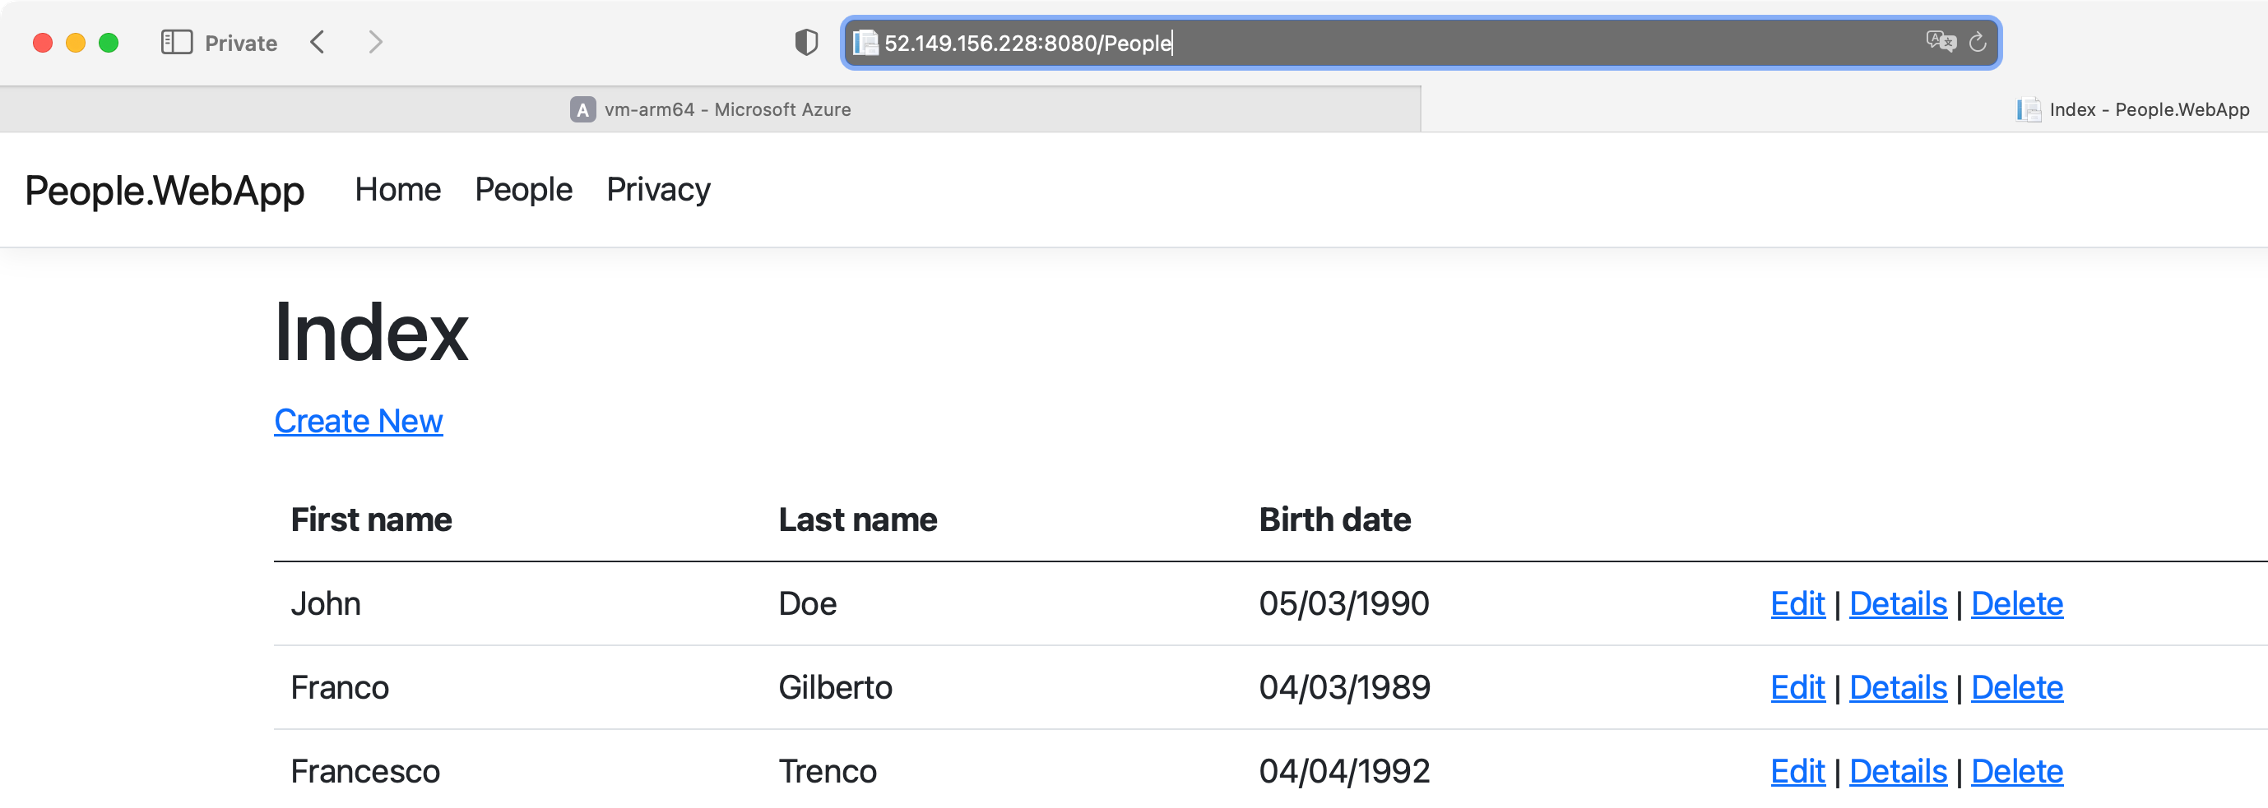 Private 52.149.156.228:8080/People
A vm-arm64 - Microsoft Azure Index - People.WebApp
People.WebApp Home People Privacy
Index
Create New
First name Last name Birth date
John Doe 05/03/1990 Edit | Details | Delete
Franco Gilberto 04/03/1989 Edit | Details | Delete
Francesco Trenco 04/04/1992 Edit | Details | Delete